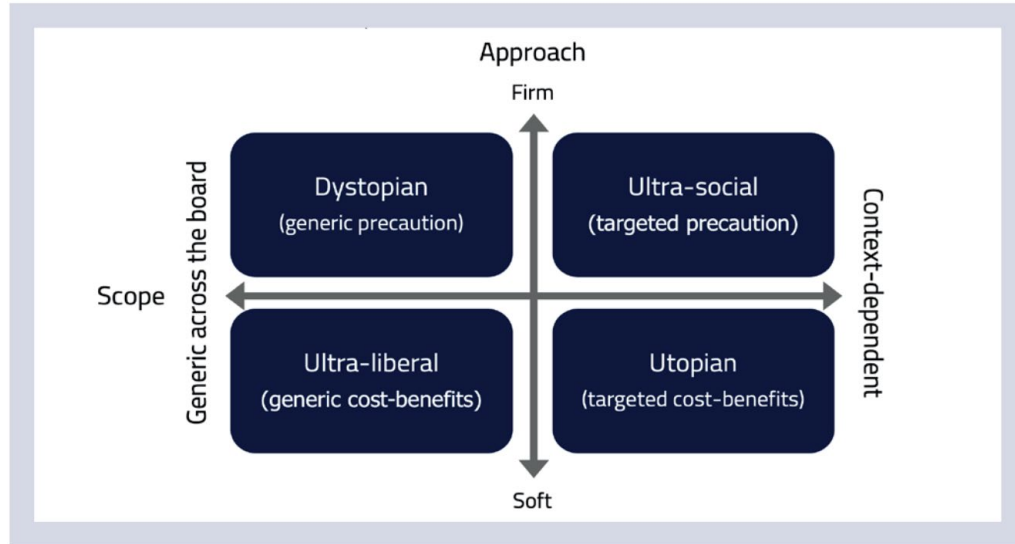 Approach
Firm
Dystopian
(generic precaution)
Ultra-social
(targeted precaution)
Generic across the board
Scope
Context-dependent
Ultra-liberal
(generic cost-benefits)
Utopian
(targeted cost-benefits)
Soft